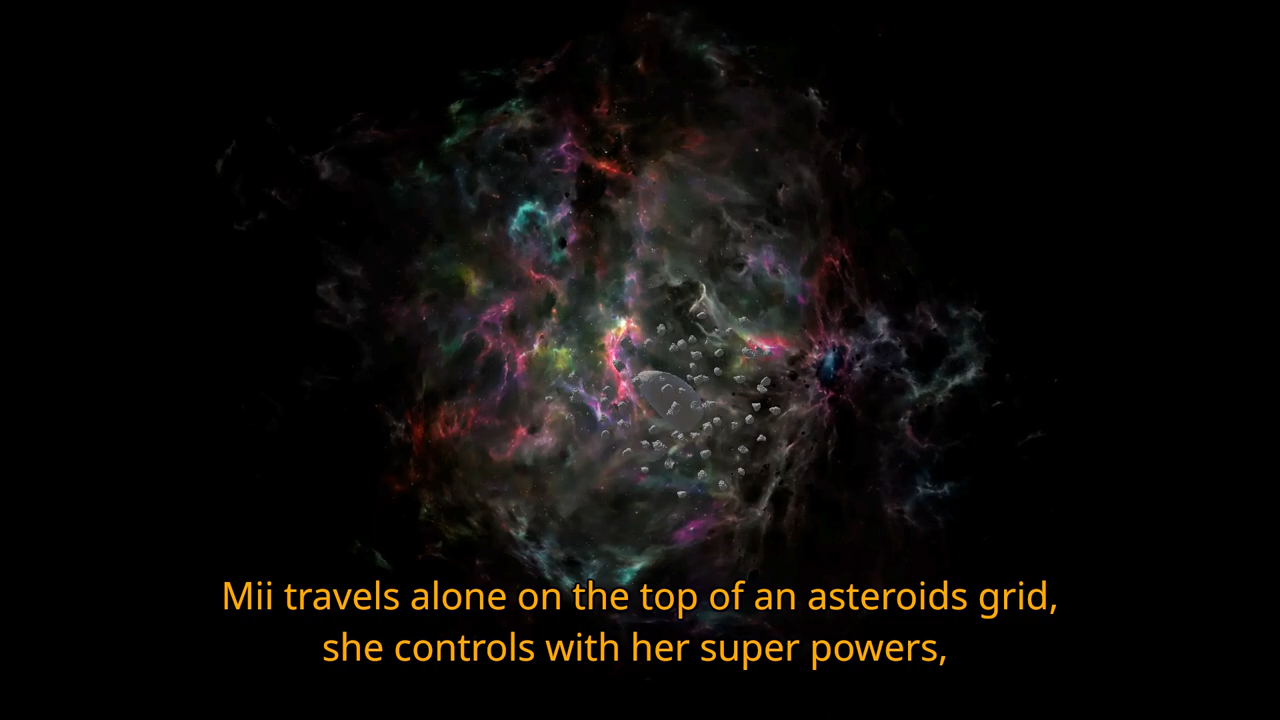 Mii travels alone on the top of an asteroids grid,
she controls with her super powers,